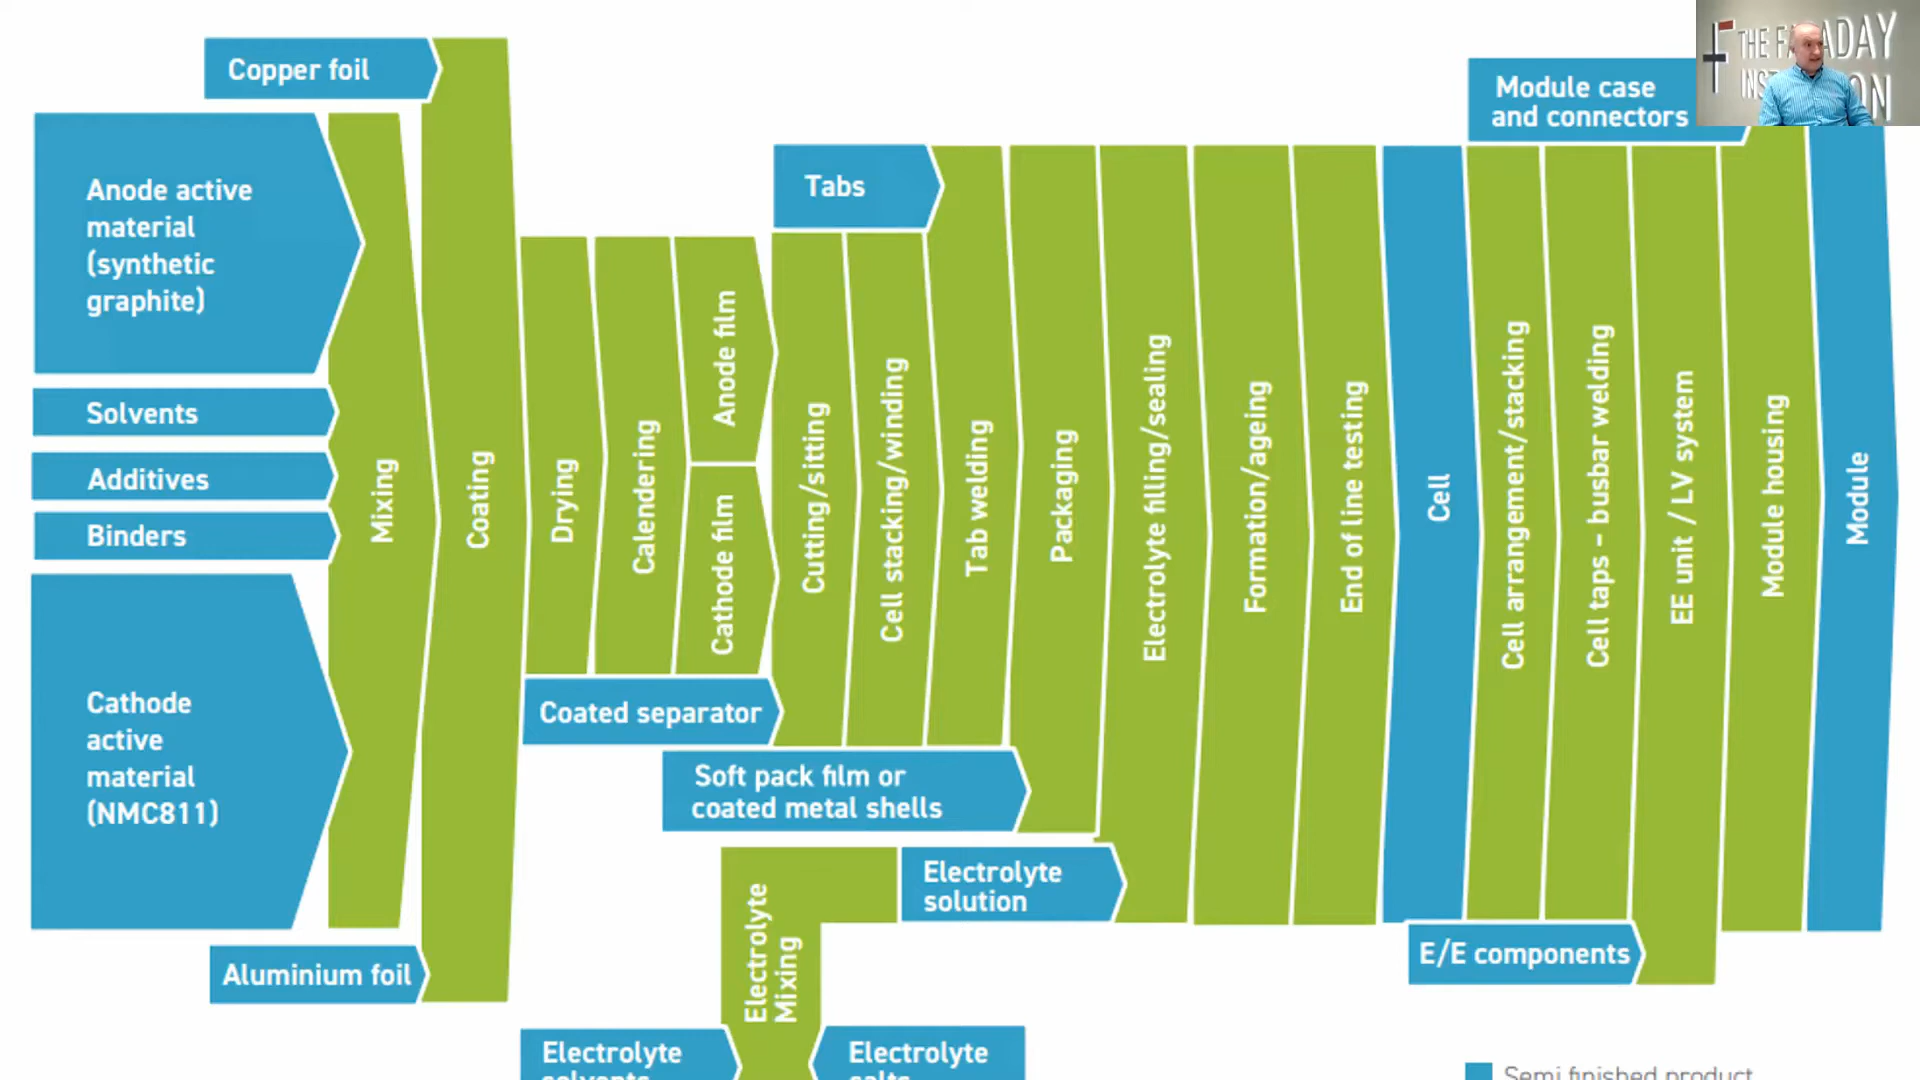 Copper foil
Anode active
material
(synthetic
graphite)
Solvents
Additives
Binders
Cathode
active
material
(NMC811)
Aluminium foil
Mixing
Coating
Drying
Calendering
Anode film
Cathode film
Coated separator
Tabs
Cutting/sitting
Cell stacking/winding
Tab welding
Soft pack film or
coated metal shells
Packaging
Electrolyte
Mixing
Electrolyte
solvents
Electrolyte
salts
Electrolyte
solution
Electrolyte filling/sealing
Formation/ageing
End of line testing
Cell
Cell arrangement/stacking
Cell taps – busbar welding
EE unit / LV system
E/E components
Module case
and connectors
Module housing
Module
Semi finished product
THE